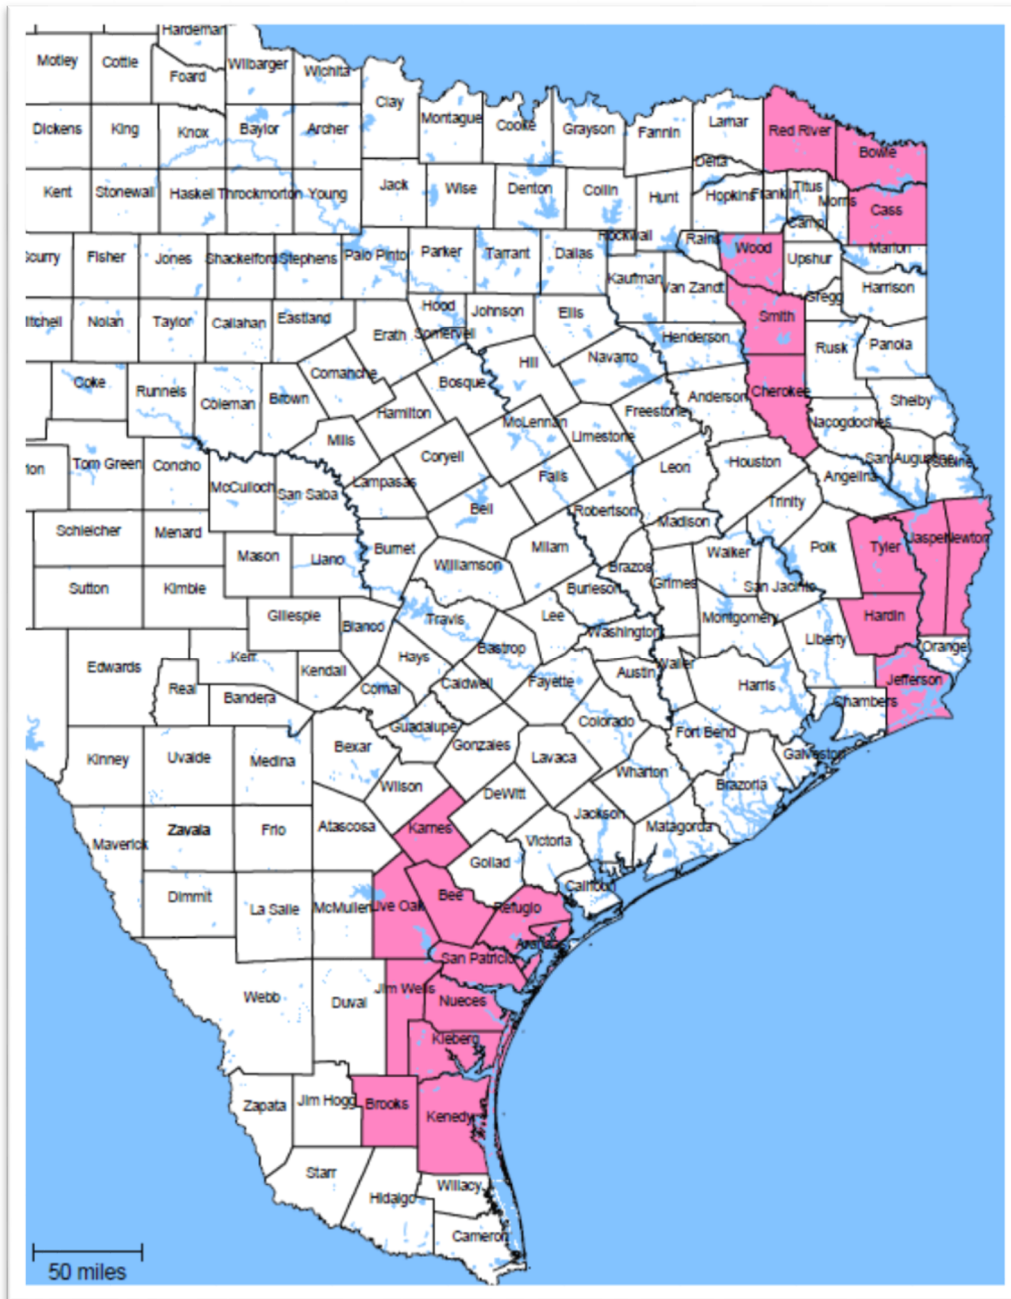 Hardeman
Motley Cottle Foard Wilbarger Wichita
Clay Montague Cooke Grayson Fannin Lamar Red River Bowie
Dickens King Knox Baylor Archer
Delta
Kent Stonewall Haskel Throckmorton Young Jack Wise Denton Collin Hunt Hopkins Franklin Titus Morris Cass
Camp
Scurry Fisher Jones Shackelford Stephens Palo Pinto Parker Tarrant Dallas Rockwall Rains Wood Upshur Marion
Kaufman Van Zandt Gregg Harrison
Nolan Taylor Callahan Eastland Hood Johnson Ellis Smith
Erath Somervell Henderson Rusk Panola
Coke Runnels Coleman Brown Comanche Bosque Hill Navarro Anderson Cherokee Shelby
Hamilton McLennan Freestone Nacogdoches
Mills Limestone
Tom Green Concho McCulloch San Saba Lampasas Coryell Falls Leon Houston Angelina San Augustine Sabine
Bell Robertson Trinity
Schleicher Menard Mason Llano Burnet Milam Madison Walker Polk Tyler Jasper Newton
Sutton Kimble Williamson Brazos Grimes San Jacinto
Burleson
Gillespie Blanco Travis Lee Washington Montgomery Liberty Hardin
Edwards Kerr Kendall Hays Bastrop Waller Orange
Real Bandera Comal Caldwell Fayette Austin Harris Jefferson
Chambers
Guadalupe Colorado Fort Bend
Kinney Uvalde Medina Bexar Gonzales Lavaca Galveston
Wilson Wharton Brazoria
DeWitt
Maverick Zavala Frio Atascosa Karnes Jackson Matagorda
Goliad Victoria
Dimmit La Salle McMullen Live Oak Bee Refugio Calhoun
Aransas
San Patricio
Webb Duval Jim Wells Nueces
Kleberg
Zapata Jim Hogg Brooks Kenedy
Starr Hidalgo Willacy
Cameron
50 miles